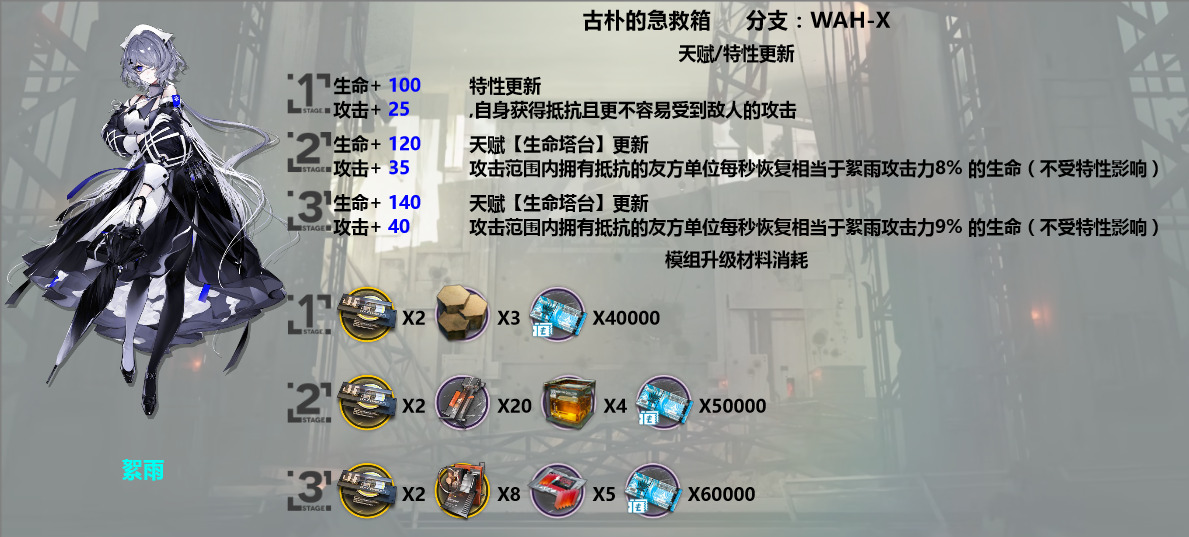 古朴的急救箱 分支：WAH-X
天赋/特性更新
1 STAGE.
生命+ 100 特性更新
攻击+ 25 ,自身获得抵抗且更不容易受到敌人的攻击
2 STAGE.
生命+ 120 天赋【生命塔台】更新
攻击+ 35 攻击范围内拥有抵抗的友方单位每秒恢复相当于絮雨攻击力8% 的生命（不受特性影响）
3 STAGE.
生命+ 140 天赋【生命塔台】更新
攻击+ 40 攻击范围内拥有抵抗的友方单位每秒恢复相当于絮雨攻击力9% 的生命（不受特性影响）
模组升级材料消耗
1 STAGE. X2 X3 X40000
2 STAGE. X2 X20 X4 X50000
絮雨
3 STAGE. X2 X8 X5 X60000